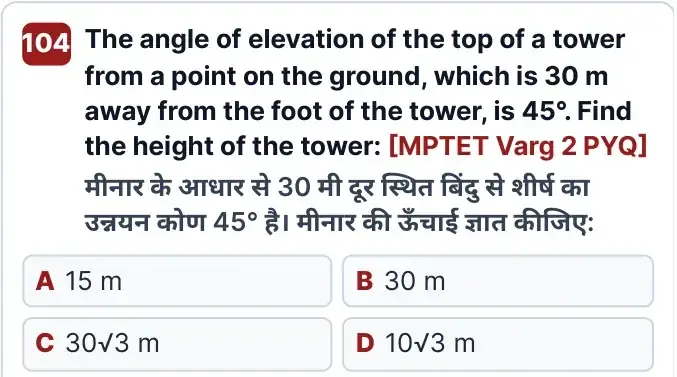 104 The angle of elevation of the top of a tower
from a point on the ground, which is 30 m
away from the foot of the tower, is 45°. Find
the height of the tower: [MPTET Varg 2 PYQ]
मीनार के आधार से 30 मी दूर स्थित बिंदु से शीर्ष का
उन्नयन कोण 45° है। मीनार की ऊँचाई ज्ञात कीजिए:
A 15 m
B 30 m
C 30√3 m
D 10√3 m